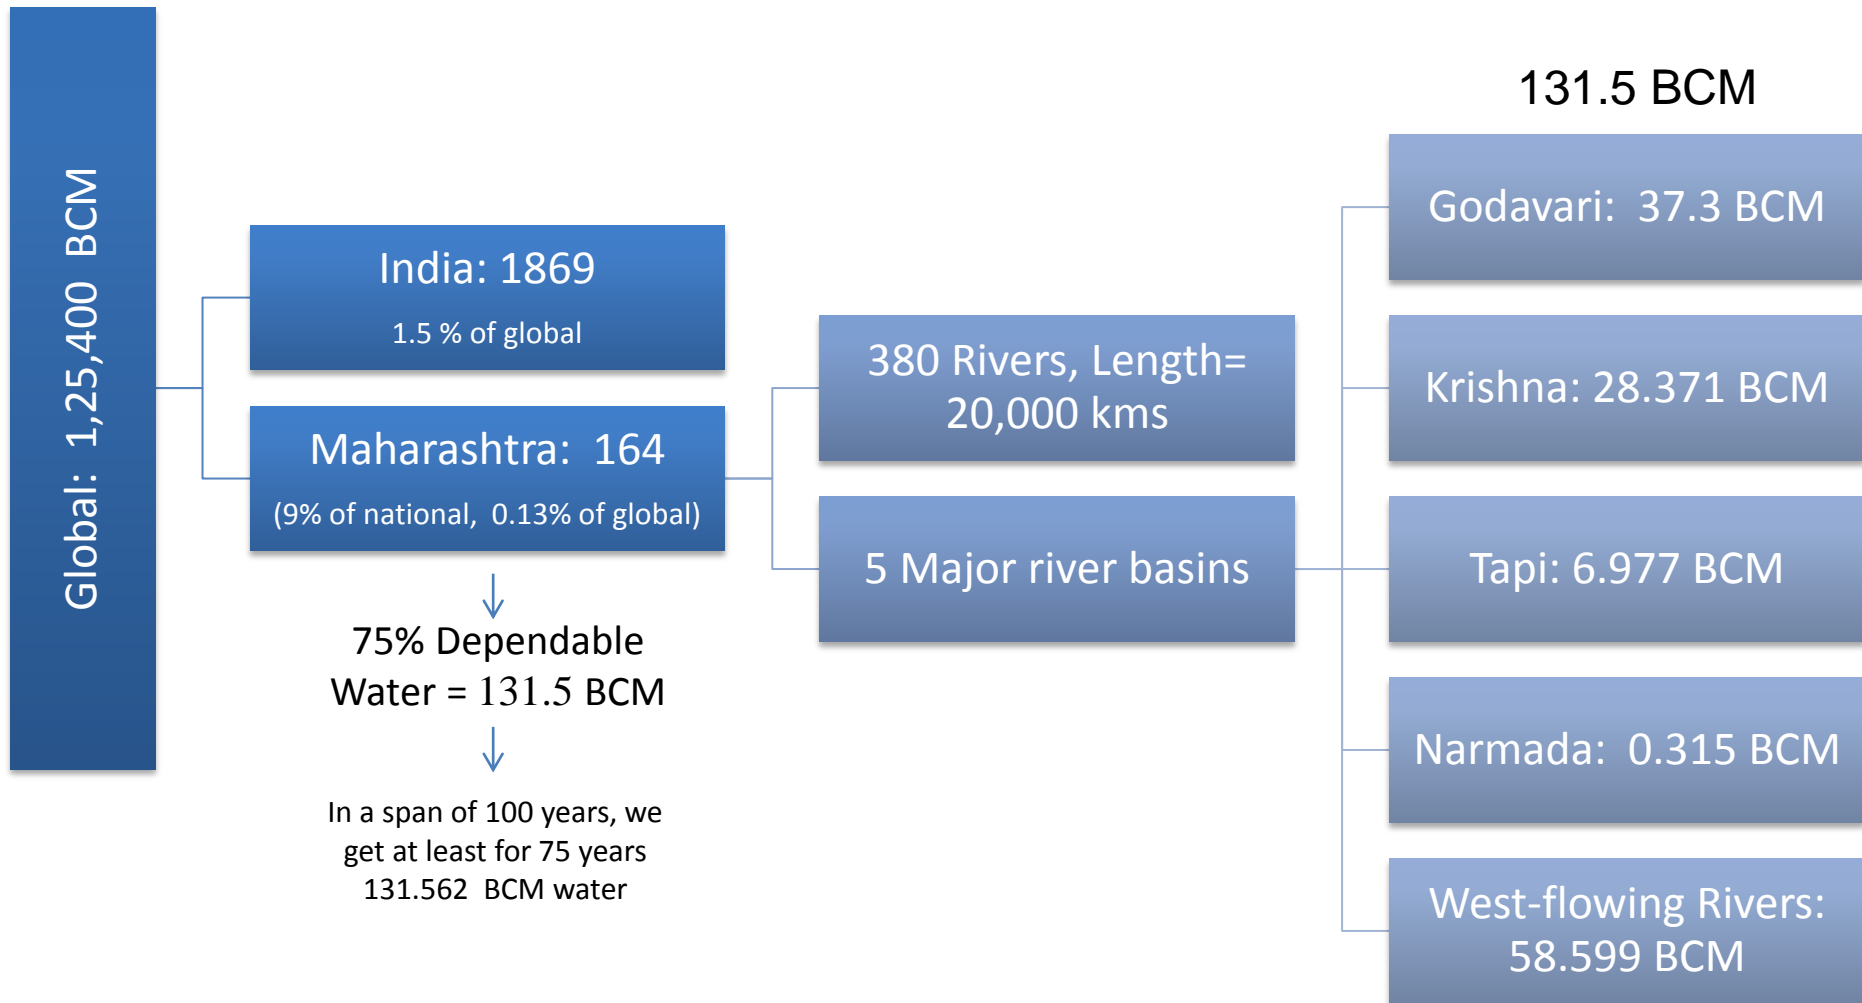 Global: 1,25,400 BCM
India: 1869
1.5 % of global
Maharashtra: 164
(9% of national, 0.13% of global)
75% Dependable
Water = 131.5 BCM
In a span of 100 years, we
get at least for 75 years
131.562 BCM water
380 Rivers, Length=
20,000 kms
5 Major river basins
131.5 BCM
Godavari: 37.3 BCM
Krishna: 28.371 BCM
Tapi: 6.977 BCM
Narmada: 0.315 BCM
West-flowing Rivers:
58.599 BCM